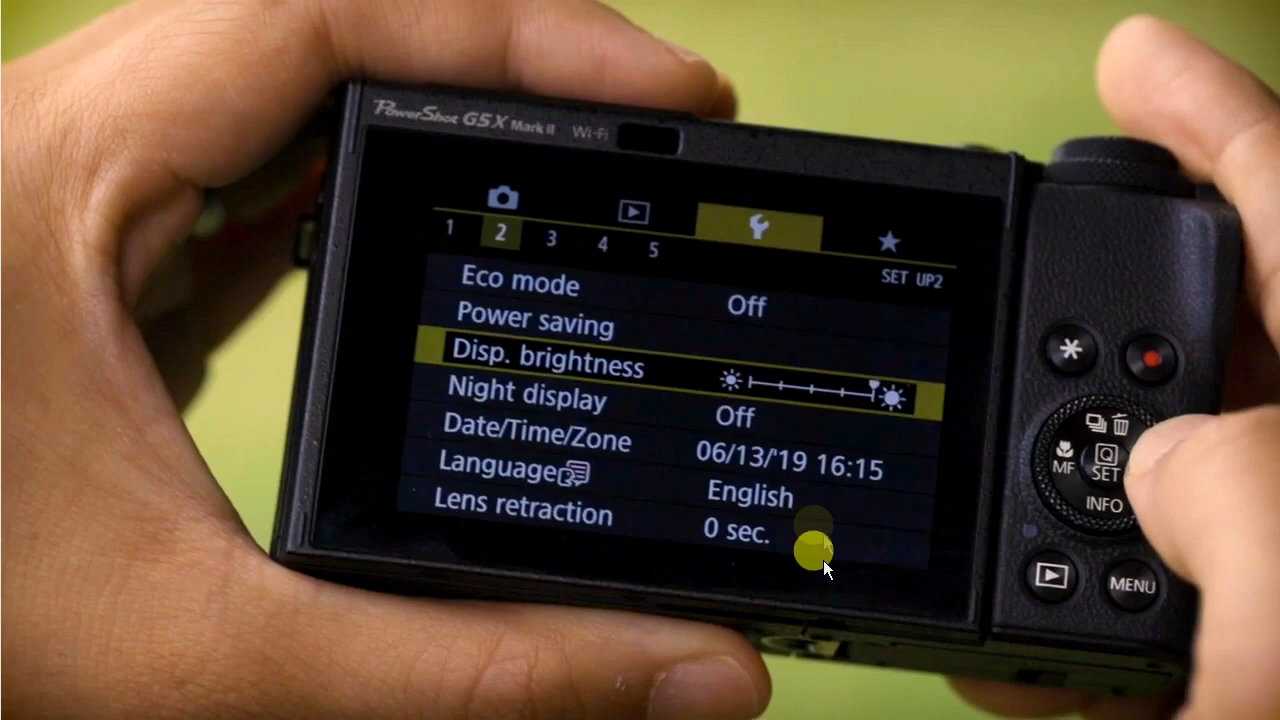 PowerShot G5 X Mark II Wi-Fi
1 2 3 4 5
SET UP2
Eco mode Off
Power saving
Disp. brightness
Night display Off
Date/Time/Zone 06/13/'19 16:15
Language English
Lens retraction 0 sec.
MF
Q
SET
INFO
MENU